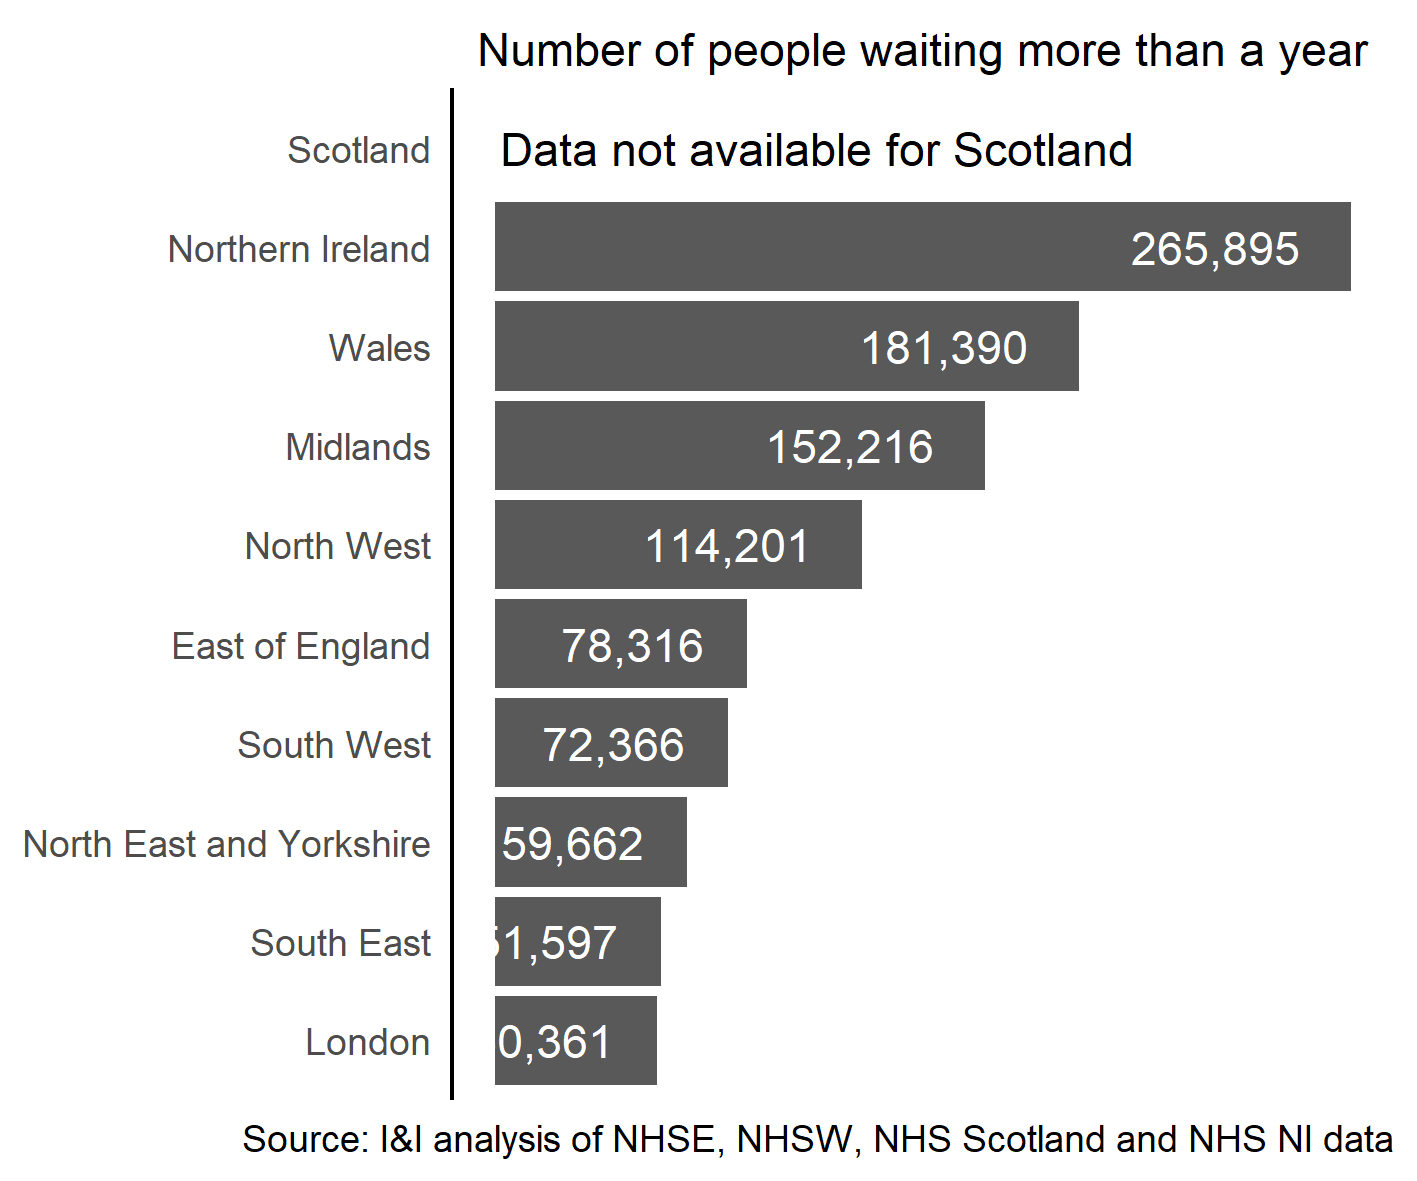 Number of people waiting more than a year
Scotland Data not available for Scotland
Northern Ireland 265,895
Wales 181,390
Midlands 152,216
North West 114,201
East of England 78,316
South West 72,366
North East and Yorkshire 59,662
South East 51,597
London 0,361
Source: I&I analysis of NHSE, NHSW, NHS Scotland and NHS NI data